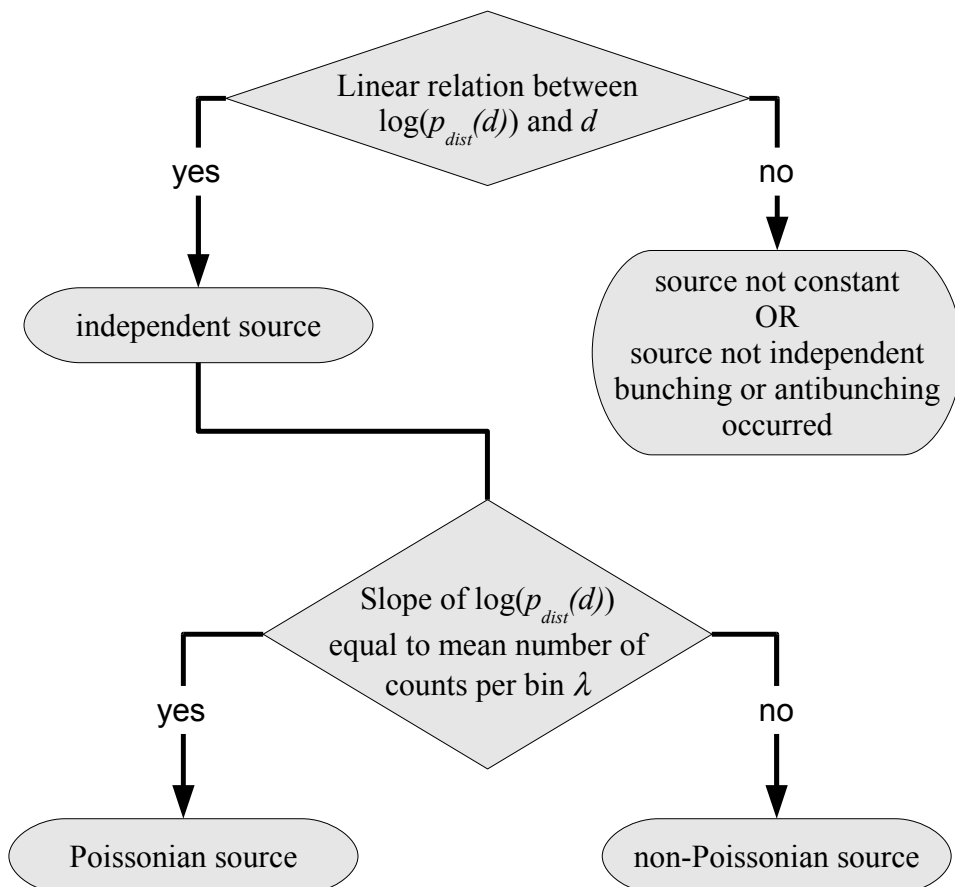 Linear relation between
log(p_dist(d)) and d
yes
no
independent source
source not constant
OR
source not independent
bunching or antibunching
occurred
Slope of log(p_dist(d))
equal to mean number of
counts per bin λ
yes
no
Poissonian source
non-Poissonian source